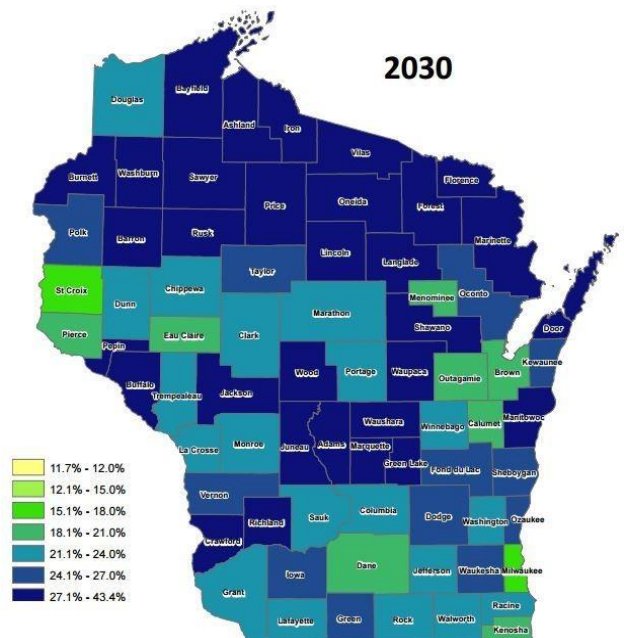 2030
Bayfield
Douglas
Ashland
Iron
Vilas
Burnett
Washburn
Sawyer
Florence
Oneida
Forest
Price
Polk
Marinette
Barron
Rusk
Lincoln
Langlade
Taylor
Oconto
St Croix
Chippewa
Menominee
Dunn
Marathon
Shawano
Door
Pierce
Eau Claire
Clark
Pepin
Kewaunee
Wood
Portage
Waupaca
Brown
Outagamie
Buffalo
Trempealeau
Jackson
Waushara
Winnebago
Calumet
Manitowoc
La Crosse
Monroe
Juneau
Adams
Marquette
Green Lake
Fond du Lac
Sheboygan
11.7% - 12.0%
12.1% - 15.0%
15.1% - 18.0%
18.1% - 21.0%
21.1% - 24.0%
24.1% - 27.0%
27.1% - 43.4%
Vernon
Richland
Sauk
Columbia
Dodge
Washington
Ozaukee
Crawford
Iowa
Dane
Jefferson
Waukesha
Milwaukee
Grant
Lafayette
Green
Rock
Walworth
Racine
Kenosha